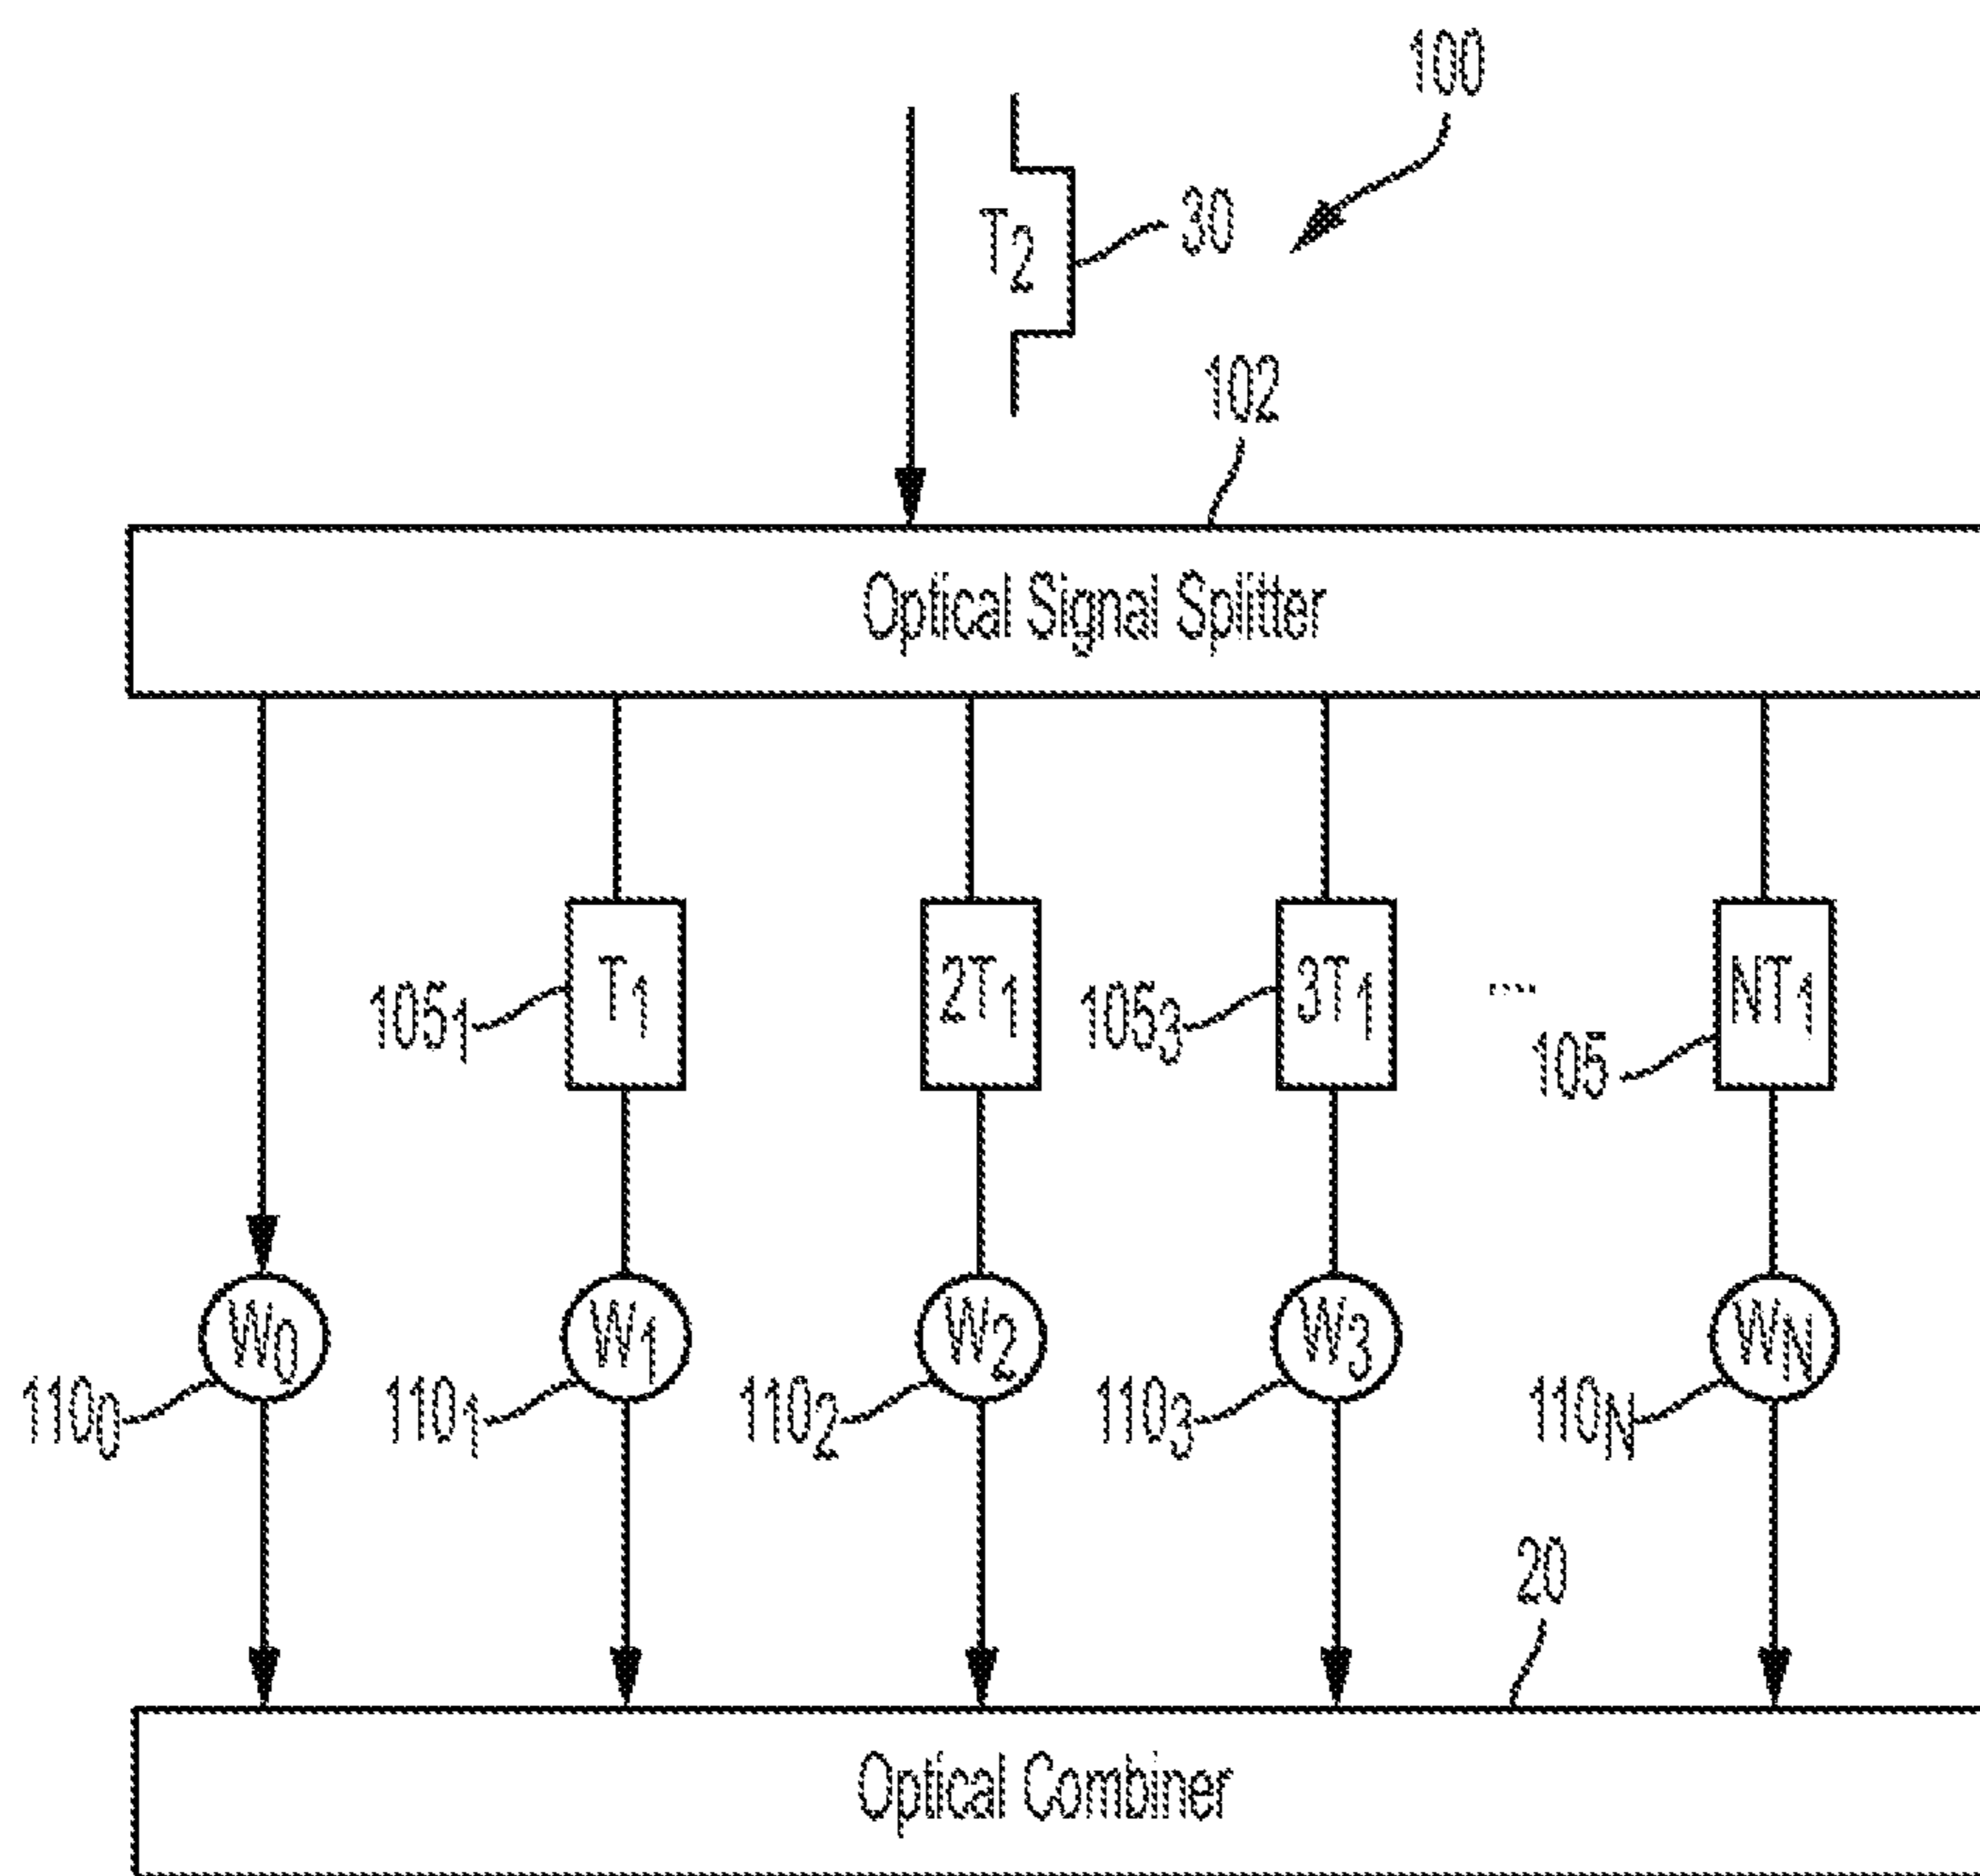 100
T2
30
102
Optical Signal Splitter
T1
2T1
3T1
...
NT1
1051
1053
105
W0
W1
W2
W3
WN
1100
1101
1102
1103
110N
20
Optical Combiner